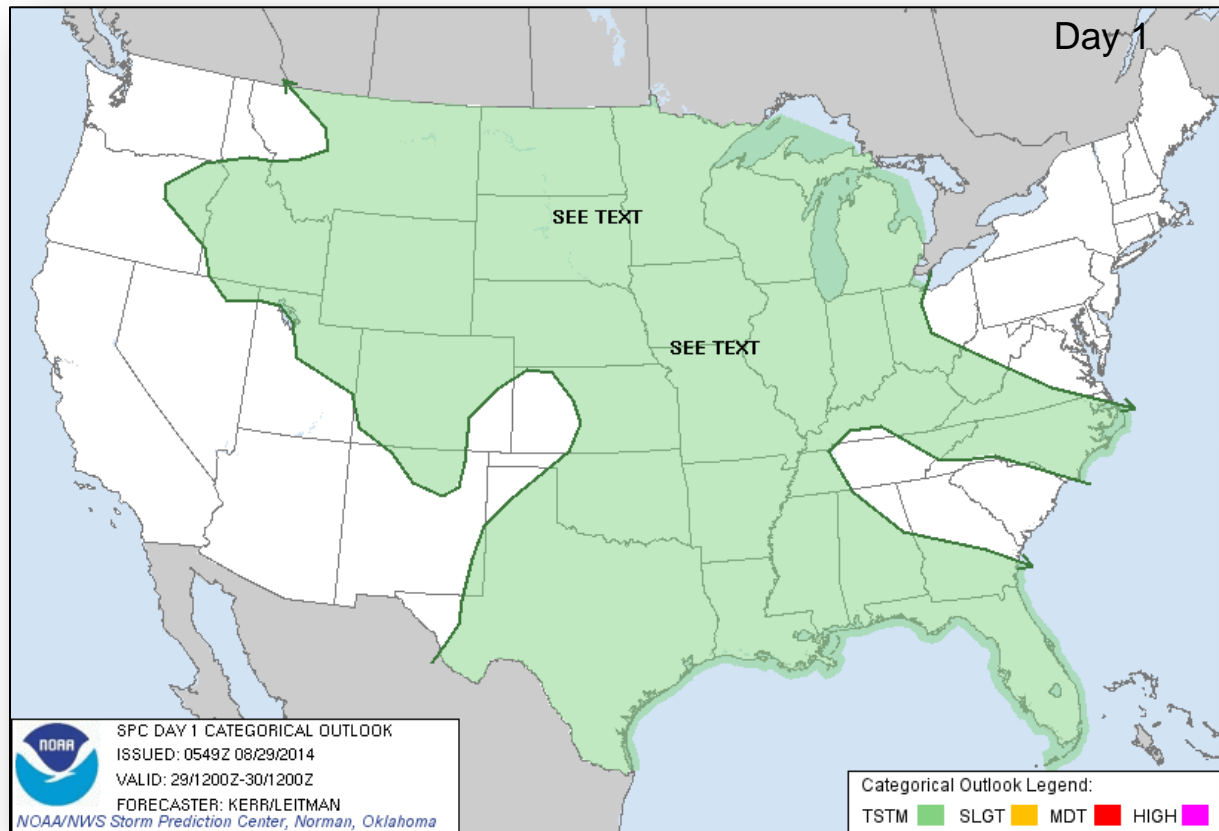 Day 1
SEE TEXT
SEE TEXT
NOAA
SPC DAY 1 CATEGORICAL OUTLOOK
ISSUED: 0549Z 08/29/2014
VALID: 29/1200Z-30/1200Z
FORECASTER: KERR/LEITMAN
NOAA/NWS Storm Prediction Center, Norman, Oklahoma
Categorical Outlook Legend:
TSTM SLGT MDT HIGH